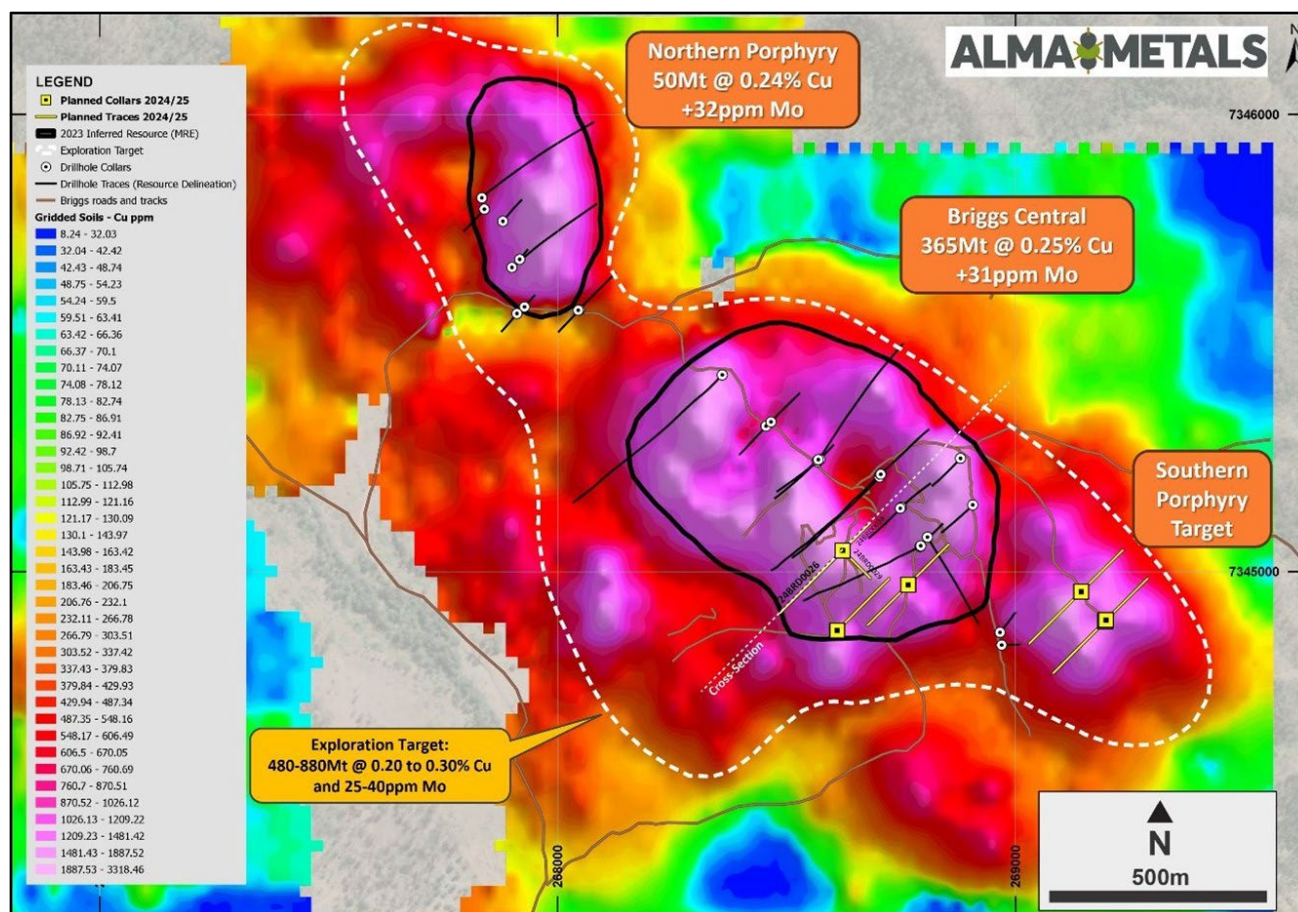 Northern Porphyry
50Mt @ 0.24% Cu
+32ppm Mo
ALMA METALS
N
LEGEND
Planned Collars 2024/25
Planned Traces 2024/25
2023 Inferred Resource (MRE)
Exploration Target
Drillhole Collars
Drillhole Traces (Resource Delineation)
Briggs roads and tracks
Gridded Soils - Cu ppm
8.24 - 32.03
32.04 - 42.42
42.43 - 48.74
48.75 - 54.23
54.24 - 59.5
59.51 - 63.41
63.42 - 66.36
66.37 - 70.1
70.11 - 74.07
74.08 - 78.12
78.13 - 82.74
82.75 - 86.91
86.92 - 92.41
92.42 - 98.7
98.71 - 105.74
105.75 - 112.98
112.99 - 121.16
121.17 - 130.09
130.1 - 143.97
143.98 - 163.42
163.43 - 183.45
183.46 - 206.75
206.76 - 232.1
232.11 - 266.78
266.79 - 303.51
303.52 - 337.42
337.43 - 379.83
379.84 - 429.93
429.94 - 487.34
487.35 - 548.16
548.17 - 606.49
606.5 - 670.05
670.06 - 760.69
760.7 - 870.51
870.52 - 1026.12
1026.13 - 1209.22
1209.23 - 1481.42
1481.43 - 1887.52
1887.53 - 3318.46
7346000
Briggs Central
365Mt @ 0.25% Cu
+31ppm Mo
Southern
Porphyry
Target
7345000
24BRD0026
24BRD0029
Cross-Section
Exploration Target:
480-880Mt @ 0.20 to 0.30% Cu
and 25-40ppm Mo
268000
269000
N
500m